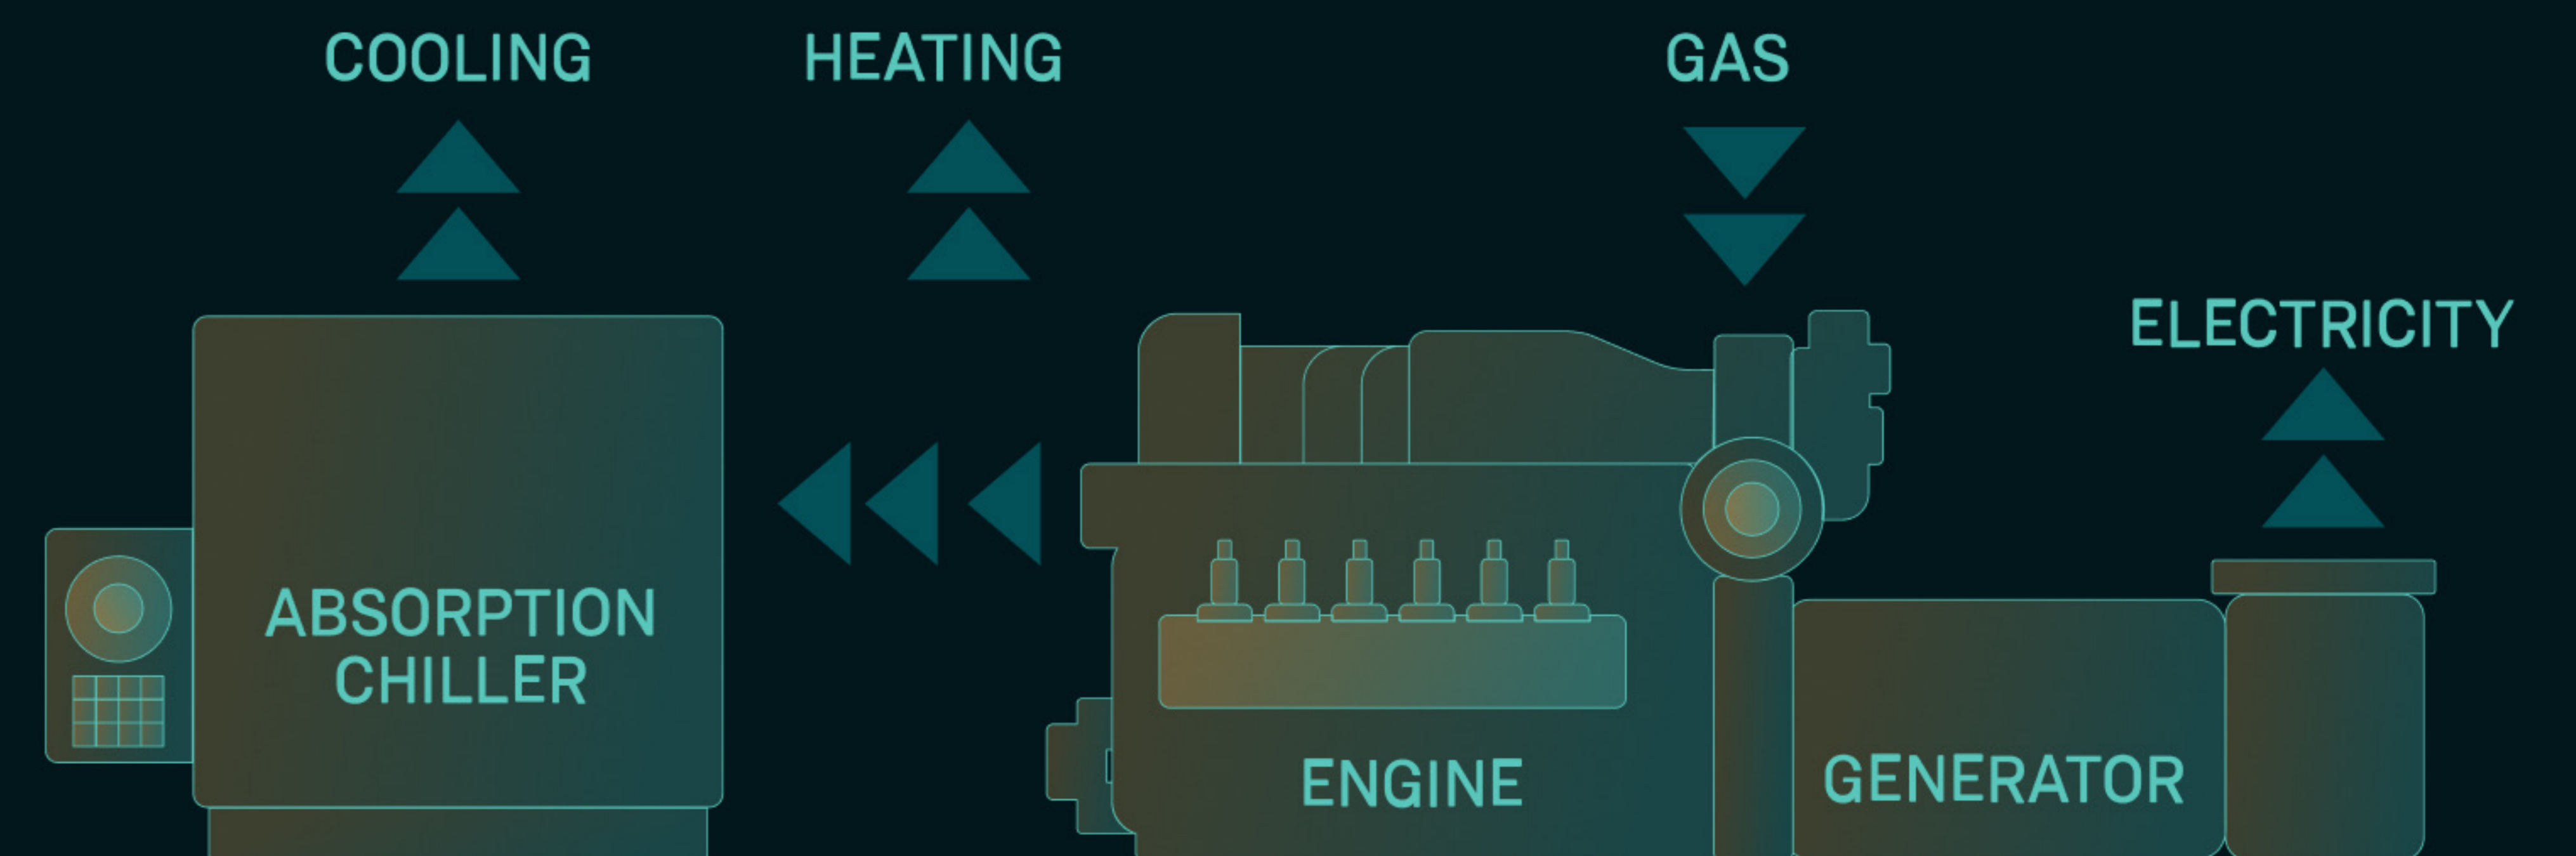 COOLING
HEATING
GAS
ELECTRICITY
ABSORPTION
CHILLER
ENGINE
GENERATOR